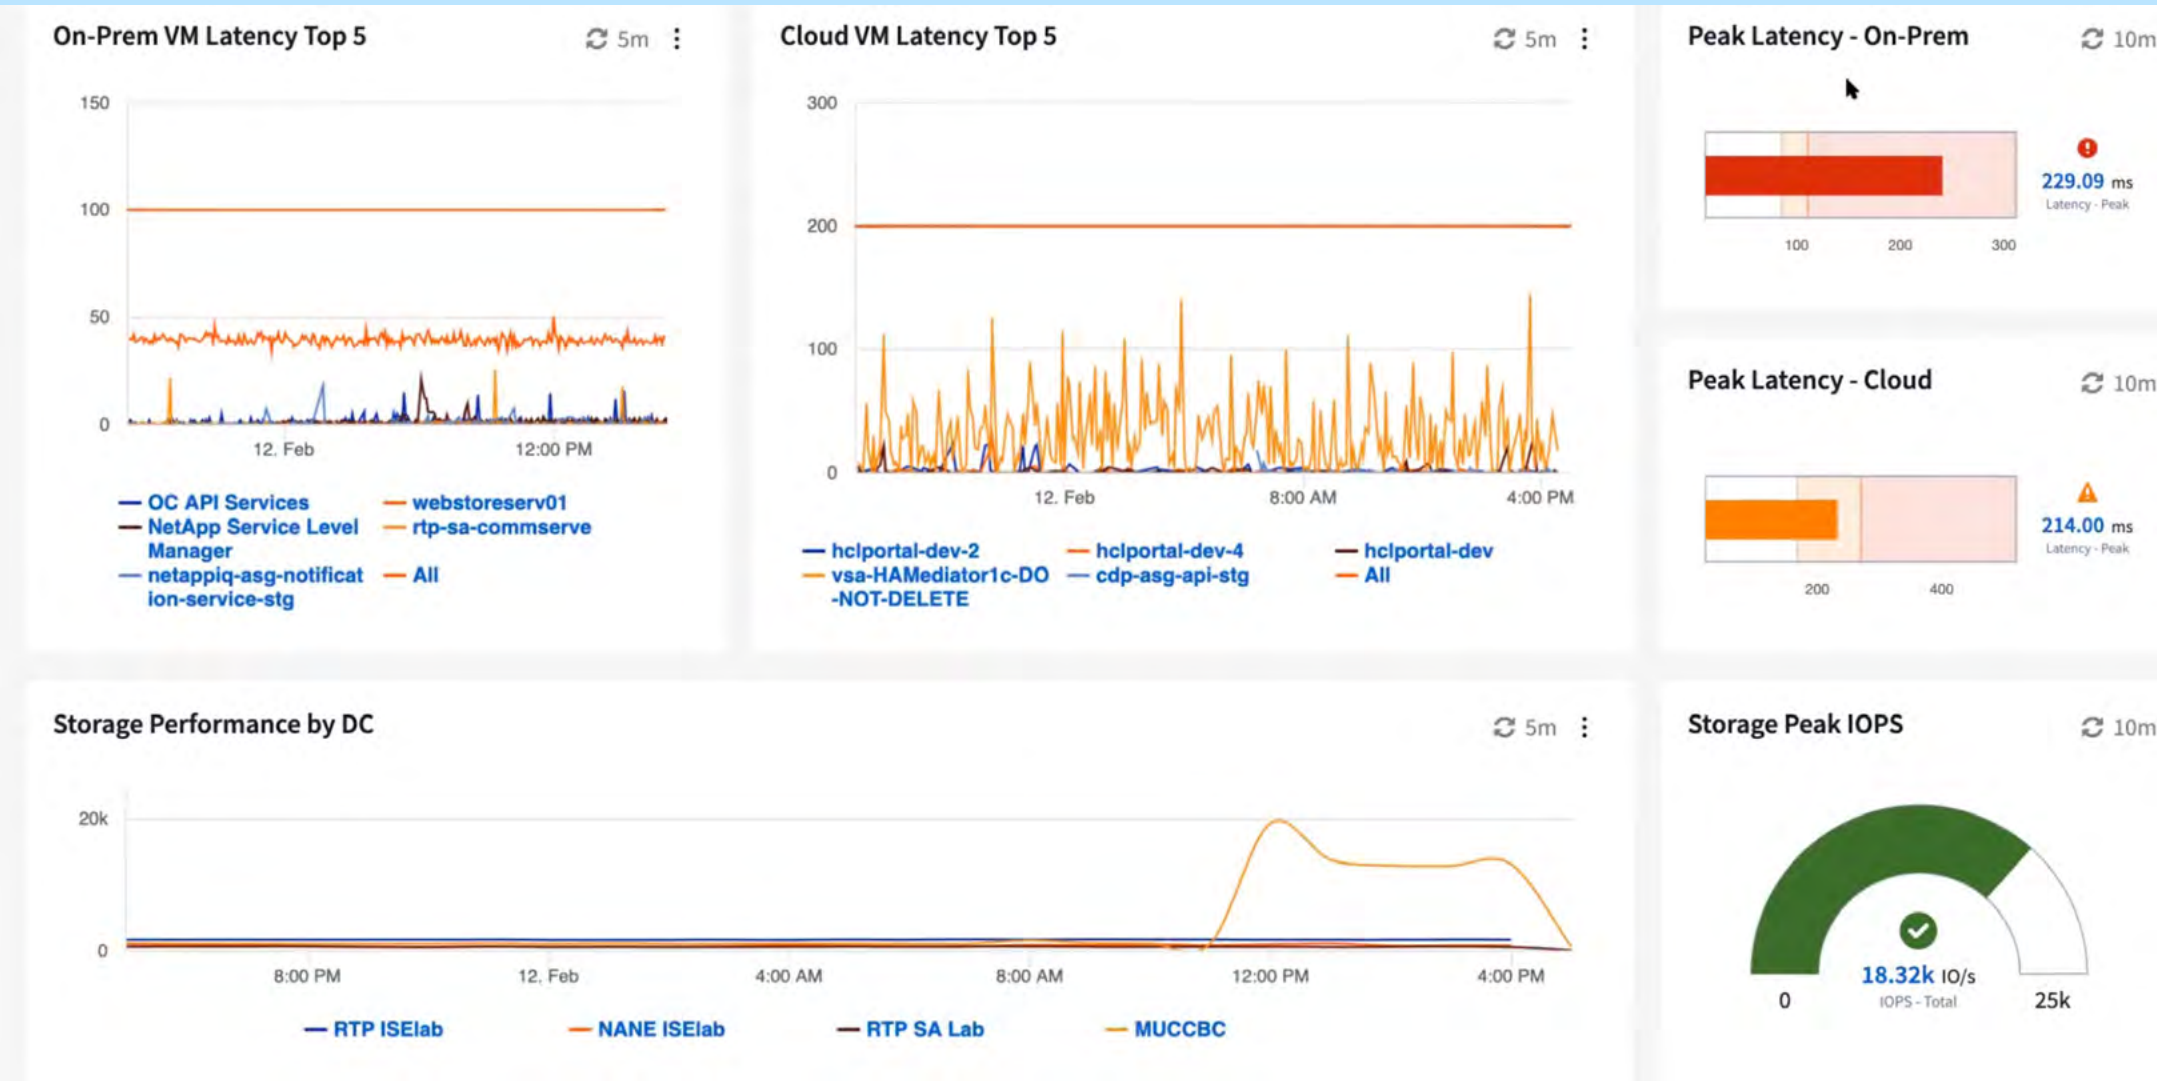 On-Prem VM Latency Top 5
5m
150
100
50
0
12. Feb
12:00 PM
OC API Services
webstoreserv01
NetApp Service Level
Manager
rtp-sa-commserve
netappiq-asg-notificat
ion-service-stg
All
Cloud VM Latency Top 5
5m
300
200
100
0
12. Feb
8:00 AM
4:00 PM
hclportal-dev-2
hclportal-dev-4
hclportal-dev
vsa-HAMediator1c-DO
-NOT-DELETE
cdp-asg-api-stg
All
Peak Latency - On-Prem
10m
229.09 ms
Latency - Peak
100
200
300
Peak Latency - Cloud
10m
214.00 ms
Latency - Peak
200
400
Storage Performance by DC
5m
20k
0
8:00 PM
12. Feb
4:00 AM
8:00 AM
12:00 PM
4:00 PM
RTP ISElab
NANE ISElab
RTP SA Lab
MUCCBC
Storage Peak IOPS
10m
18.32k IO/s
IOPS - Total
0
25k